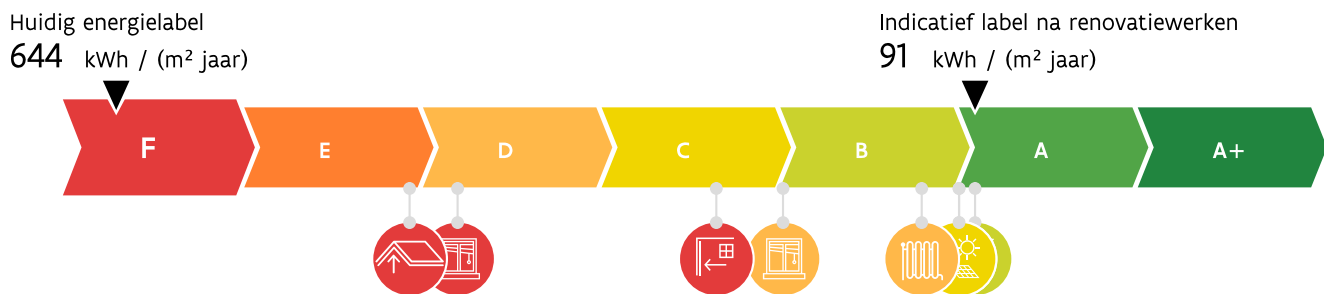 Huidig energielabel
644 kWh / (m² jaar)
Indicatief label na renovatiewerken
91 kWh / (m² jaar)
F E D C B A A+